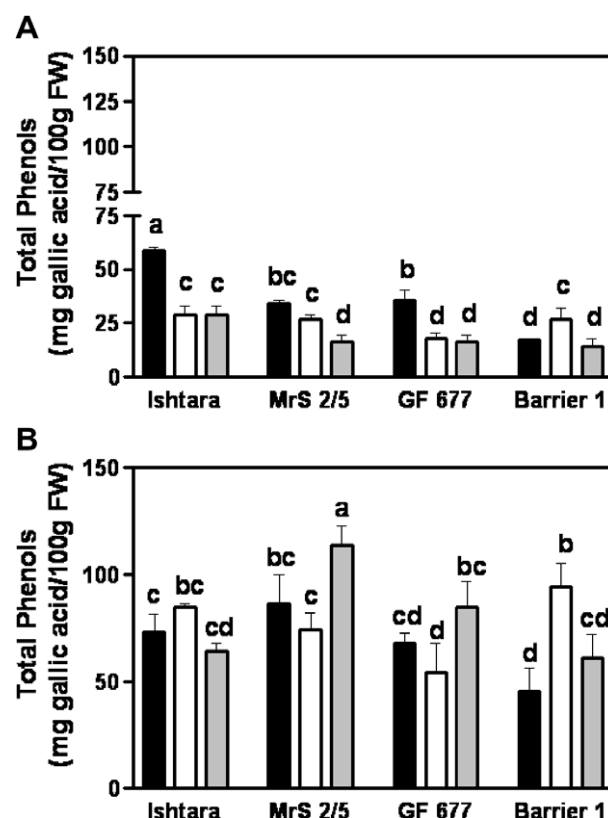 A
Total Phenols
(mg gallic acid/100g FW)
150
125
100
75
75
50
25
0
a
c c
bc
c
d
b
d d
d
c
d
Ishtara MrS 2/5 GF 677 Barrier 1
B
Total Phenols
(mg gallic acid/100g FW)
150
100
50
0
c
bc
cd
bc
c
a
cd
d
bc
d
b
cd
Ishtara MrS 2/5 GF 677 Barrier 1